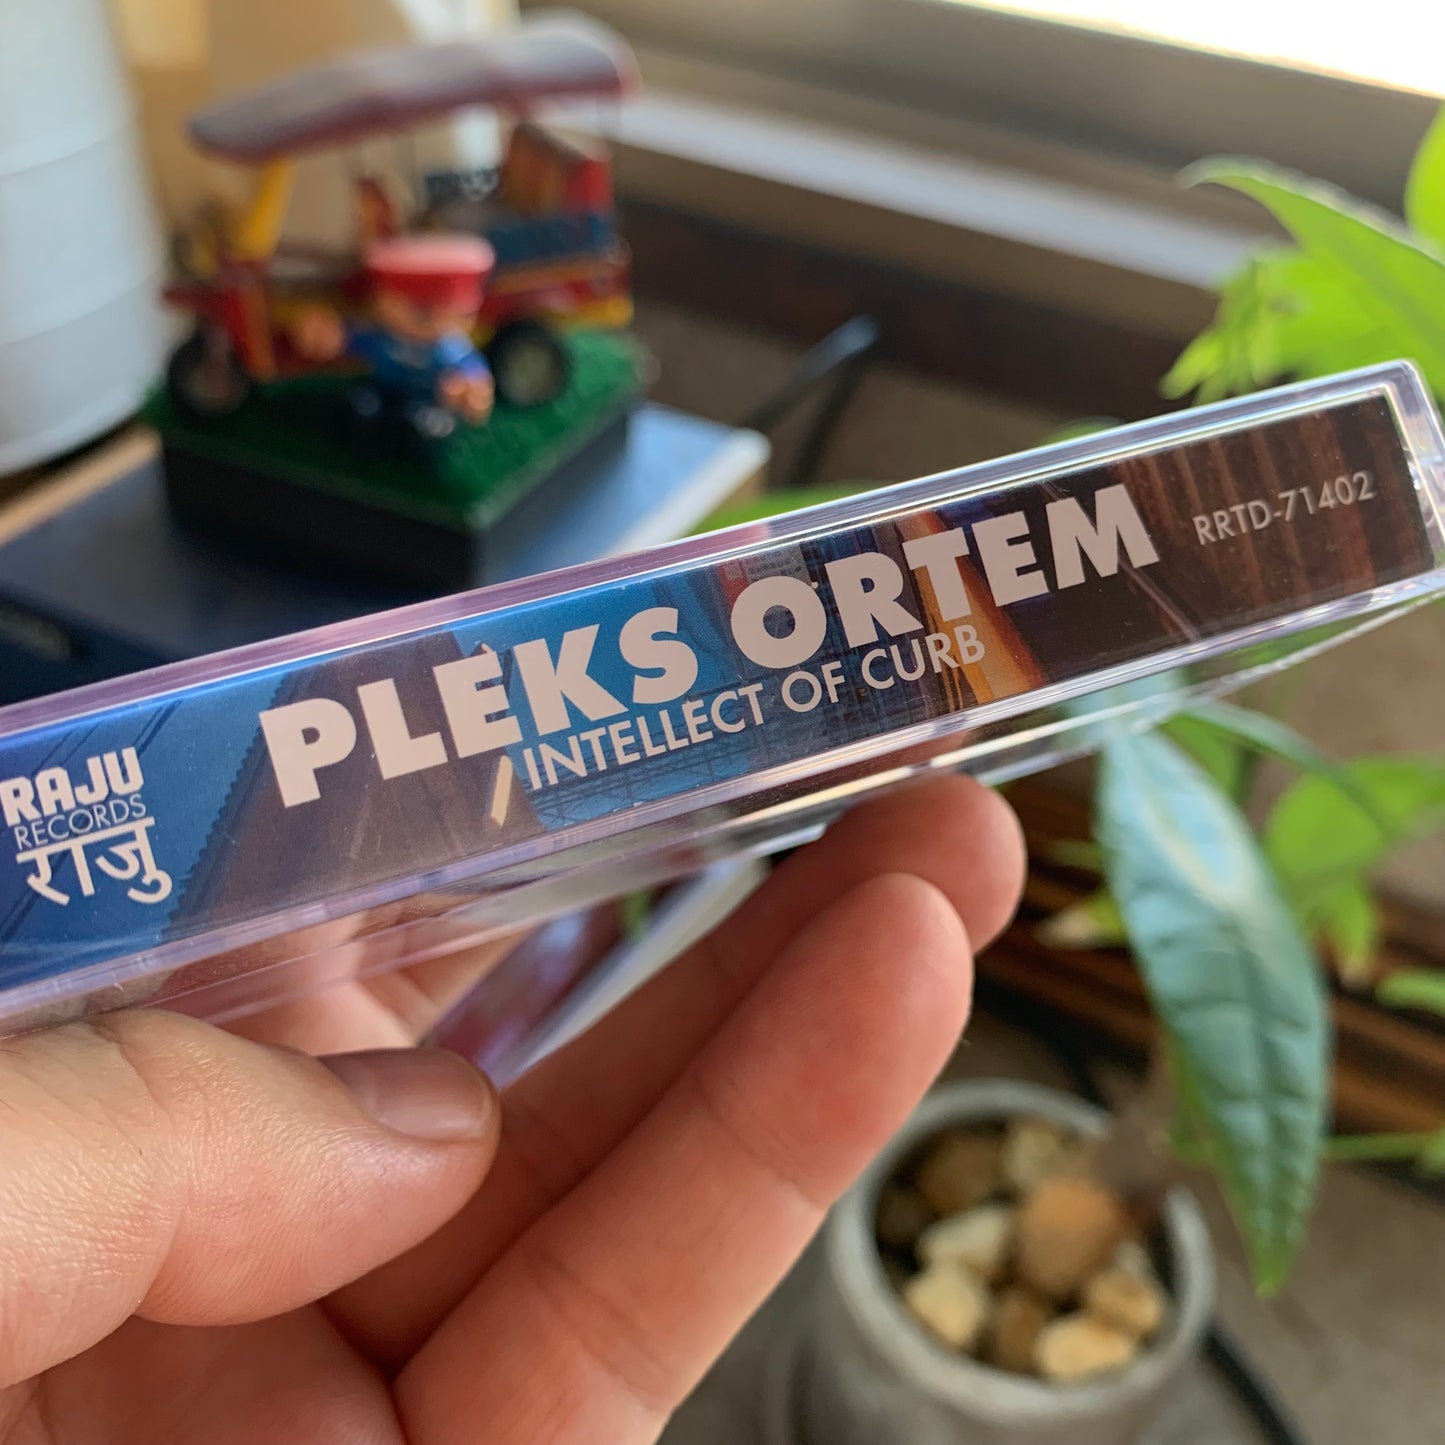 RAJU
RECORDS
राजु
PLEKS ORTEM
INTELLECT OF CURB
RRTD-71402